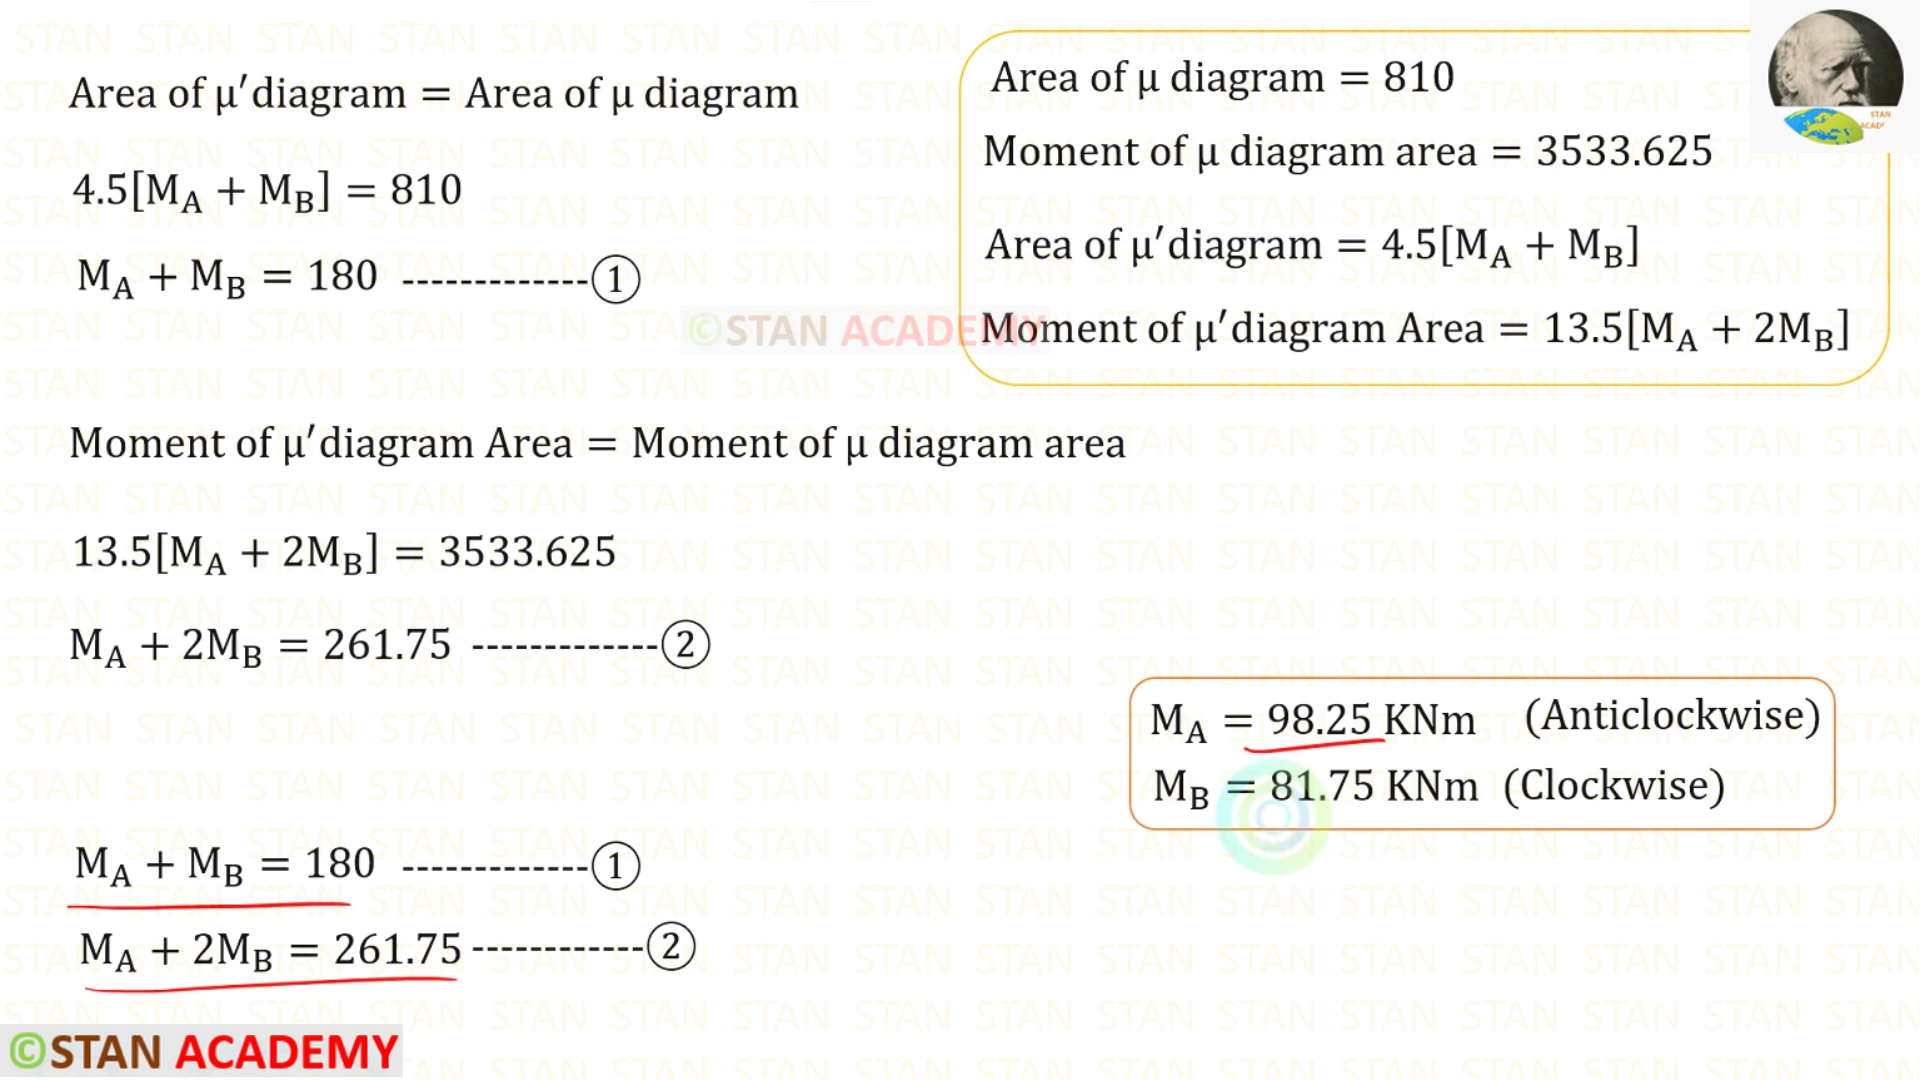 Area of μ′diagram = Area of μ diagram
4.5[M_A + M_B] = 810
M_A + M_B = 180 -------------①
Area of μ diagram = 810
Moment of μ diagram area = 3533.625
Area of μ′diagram = 4.5[M_A + M_B]
Moment of μ′diagram Area = 13.5[M_A + 2M_B]
STAN
ACAD
©STAN ACADEMY
Moment of μ′diagram Area = Moment of μ diagram area
13.5[M_A + 2M_B] = 3533.625
M_A + 2M_B = 261.75 -------------②
M_A = 98.25 KNm (Anticlockwise)
M_B = 81.75 KNm (Clockwise)
M_A + M_B = 180 -------------①
M_A + 2M_B = 261.75 ------------②
©STAN ACADEMY